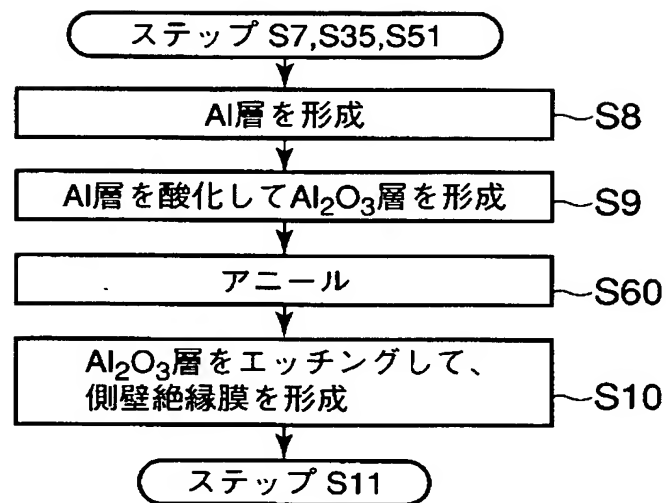 ステップ S7,S35,S51
Al層を形成
S8
Al層を酸化してAl₂O₃層を形成
S9
アニール
S60
Al₂O₃層をエッチングして、
側壁絶縁膜を形成
S10
ステップ S11